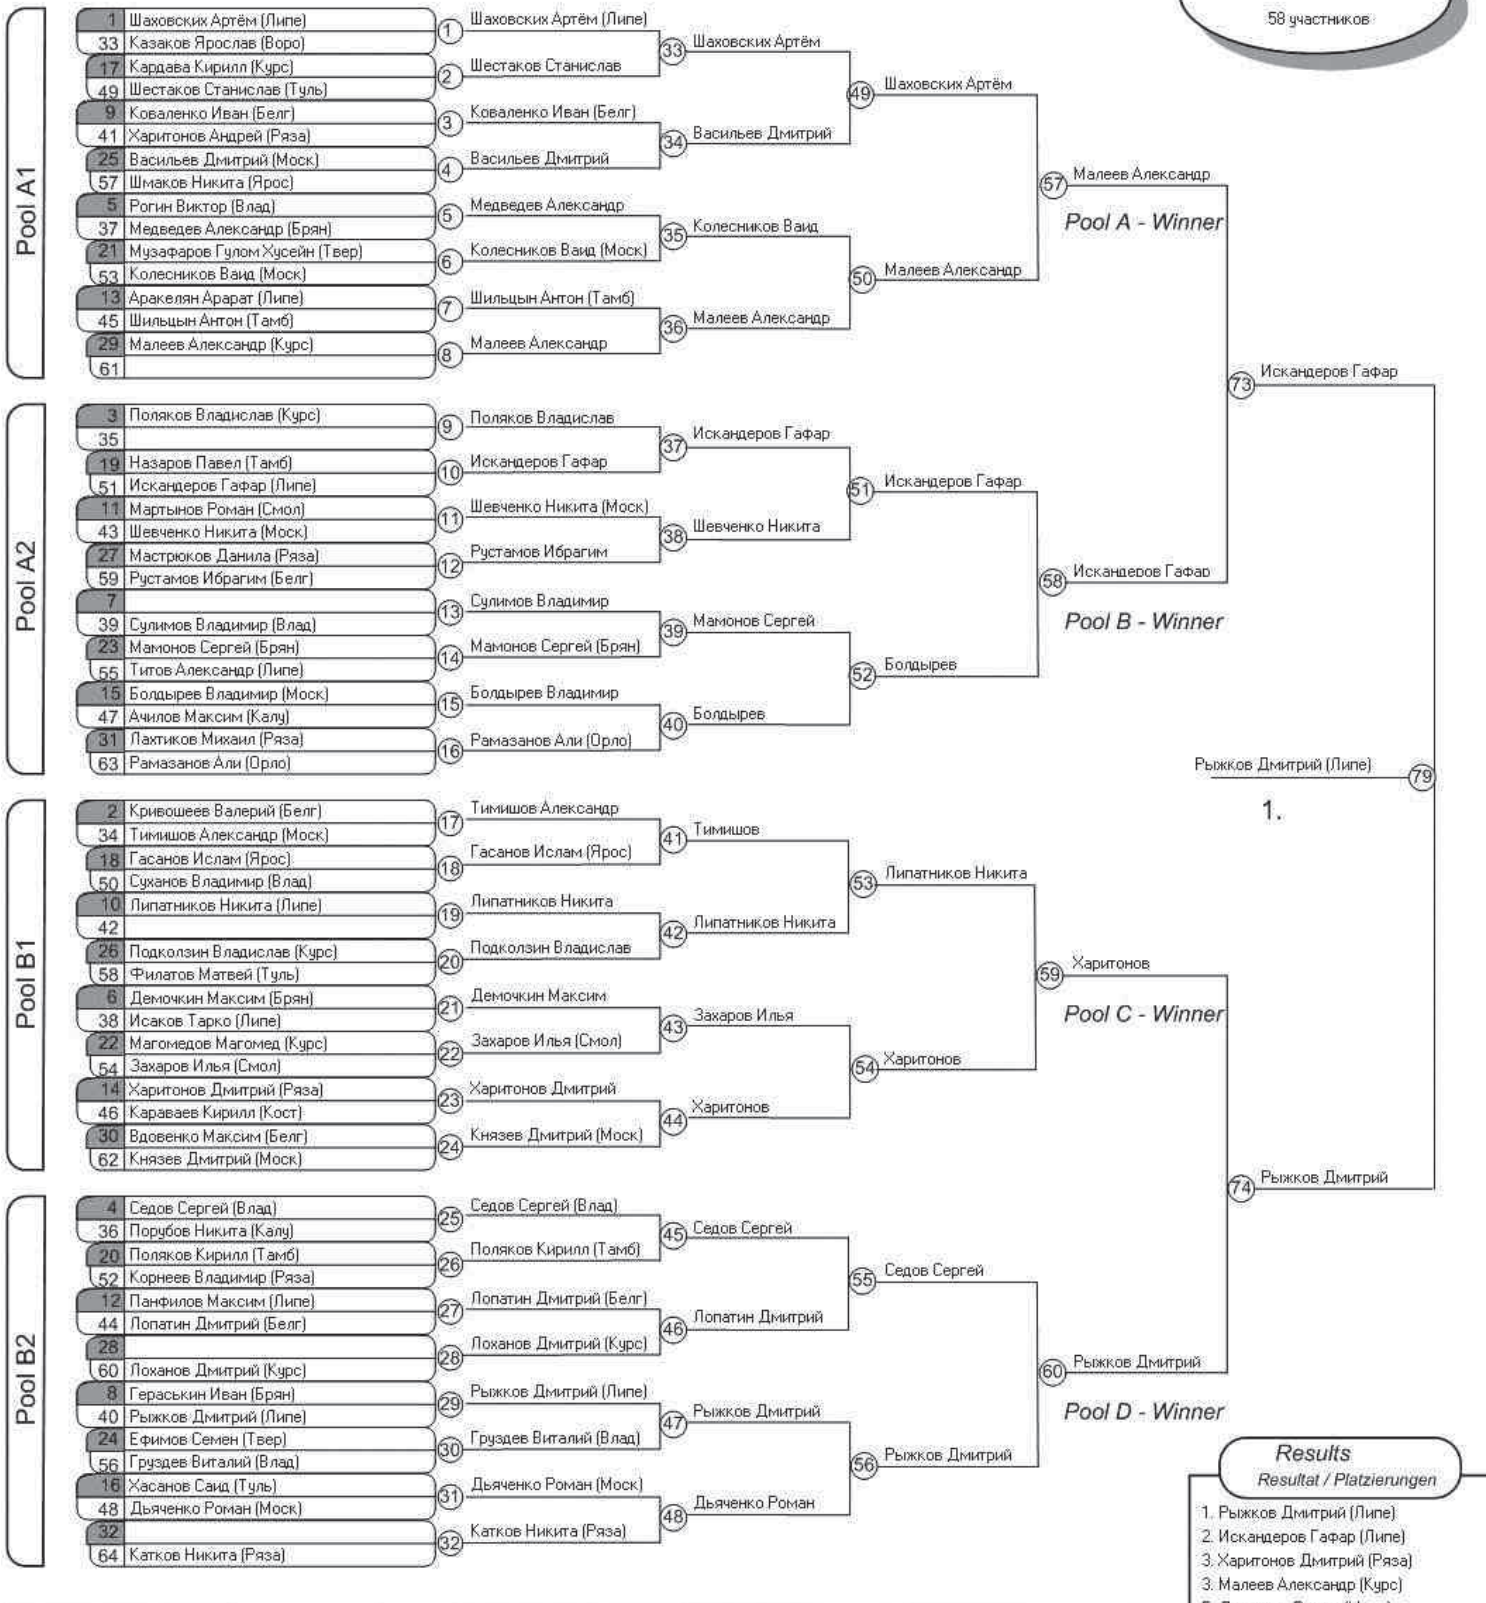 58 участников
Pool A1
1 Шаховских Артём (Липе)
33 Казаков Ярослав (Воро)
17 Кардава Кирилл (Курс)
49 Шестаков Станислав (Туль)
9 Коваленко Иван (Белг)
41 Харитонов Андрей (Ряза)
25 Васильев Дмитрий (Моск)
57 Шмаков Никита (Ярос)
5 Рогин Виктор (Влад)
37 Медведев Александр (Брян)
21 Музафаров Гулом Хусейн (Твер)
53 Колесников Ваид (Моск)
13 Аракелян Арарат (Липе)
45 Шильцын Антон (Тамб)
29 Малеев Александр (Курс)
61
1 Шаховских Артём (Липе)
2 Шестаков Станислав
3 Коваленко Иван (Белг)
4 Васильев Дмитрий
5 Медведев Александр
6 Колесников Ваид (Моск)
7 Шильцын Антон (Тамб)
8 Малеев Александр
33 Шаховских Артём
34 Васильев Дмитрий
35 Колесников Ваид
36 Малеев Александр
49 Шаховских Артём
50 Малеев Александр
57 Малеев Александр
Pool A - Winner
Pool A2
3 Поляков Владислав (Курс)
35
19 Назаров Павел (Тамб)
51 Искандеров Гафар (Липе)
11 Мартынов Роман (Смол)
43 Шевченко Никита (Моск)
27 Мастрюков Данила (Ряза)
59 Рустамов Ибрагим (Белг)
7
39 Сулимов Владимир (Влад)
23 Мамонов Сергей (Брян)
55 Титов Александр (Липе)
15 Болдырев Владимир (Моск)
47 Ачилов Максим (Калу)
31 Лахтиков Михаил (Ряза)
63 Рамазанов Али (Орло)
9 Поляков Владислав
10 Искандеров Гафар
11 Шевченко Никита (Моск)
12 Рустамов Ибрагим
13 Сулимов Владимир
14 Мамонов Сергей (Брян)
15 Болдырев Владимир
16 Рамазанов Али (Орло)
37 Искандеров Гафар
38 Шевченко Никита
39 Мамонов Сергей
40 Болдырев
51 Искандеров Гафар
52 Болдырев
58 Искандеров Гафар
Pool B - Winner
73 Искандеров Гафар
Рыжков Дмитрий (Липе) 79
1.
Pool B1
2 Кривошеев Валерий (Белг)
34 Тимишов Александр (Моск)
18 Гасанов Ислам (Ярос)
50 Суханов Владимир (Влад)
10 Липатников Никита (Липе)
42
26 Подколзин Владислав (Курс)
58 Филатов Матвей (Туль)
6 Демочкин Максим (Брян)
38 Исаков Тарко (Липе)
22 Магомедов Магомед (Курс)
54 Захаров Илья (Смол)
14 Харитонов Дмитрий (Ряза)
46 Караваев Кирилл (Кост)
30 Вдовенко Максим (Белг)
62 Князев Дмитрий (Моск)
17 Тимишов Александр
18 Гасанов Ислам (Ярос)
19 Липатников Никита
20 Подколзин Владислав
21 Демочкин Максим
22 Захаров Илья (Смол)
23 Харитонов Дмитрий
24 Князев Дмитрий (Моск)
41 Тимишов
42 Липатников Никита
43 Захаров Илья
44 Харитонов
53 Липатников Никита
54 Харитонов
59 Харитонов
Pool C - Winner
Pool B2
4 Седов Сергей (Влад)
36 Порубов Никита (Калу)
20 Поляков Кирилл (Тамб)
52 Корнеев Владимир (Ряза)
12 Панфилов Максим (Липе)
44 Лопатин Дмитрий (Белг)
28
60 Лоханов Дмитрий (Курс)
8 Гераськин Иван (Брян)
40 Рыжков Дмитрий (Липе)
24 Ефимов Семен (Твер)
56 Груздев Виталий (Влад)
16 Хасанов Саид (Туль)
48 Дьяченко Роман (Моск)
32
64 Катков Никита (Ряза)
25 Седов Сергей (Влад)
26 Поляков Кирилл (Тамб)
27 Лопатин Дмитрий (Белг)
28 Лоханов Дмитрий (Курс)
29 Рыжков Дмитрий (Липе)
30 Груздев Виталий (Влад)
31 Дьяченко Роман (Моск)
32 Катков Никита (Ряза)
45 Седов Сергей
46 Лопатин Дмитрий
47 Рыжков Дмитрий
48 Дьяченко Роман
55 Седов Сергей
56 Рыжков Дмитрий
60 Рыжков Дмитрий
Pool D - Winner
74 Рыжков Дмитрий
Results
Resultat / Platzierungen
1. Рыжков Дмитрий (Липе)
2. Искандеров Гафар (Липе)
3. Харитонов Дмитрий (Ряза)
3. Малеев Александр (Курс)